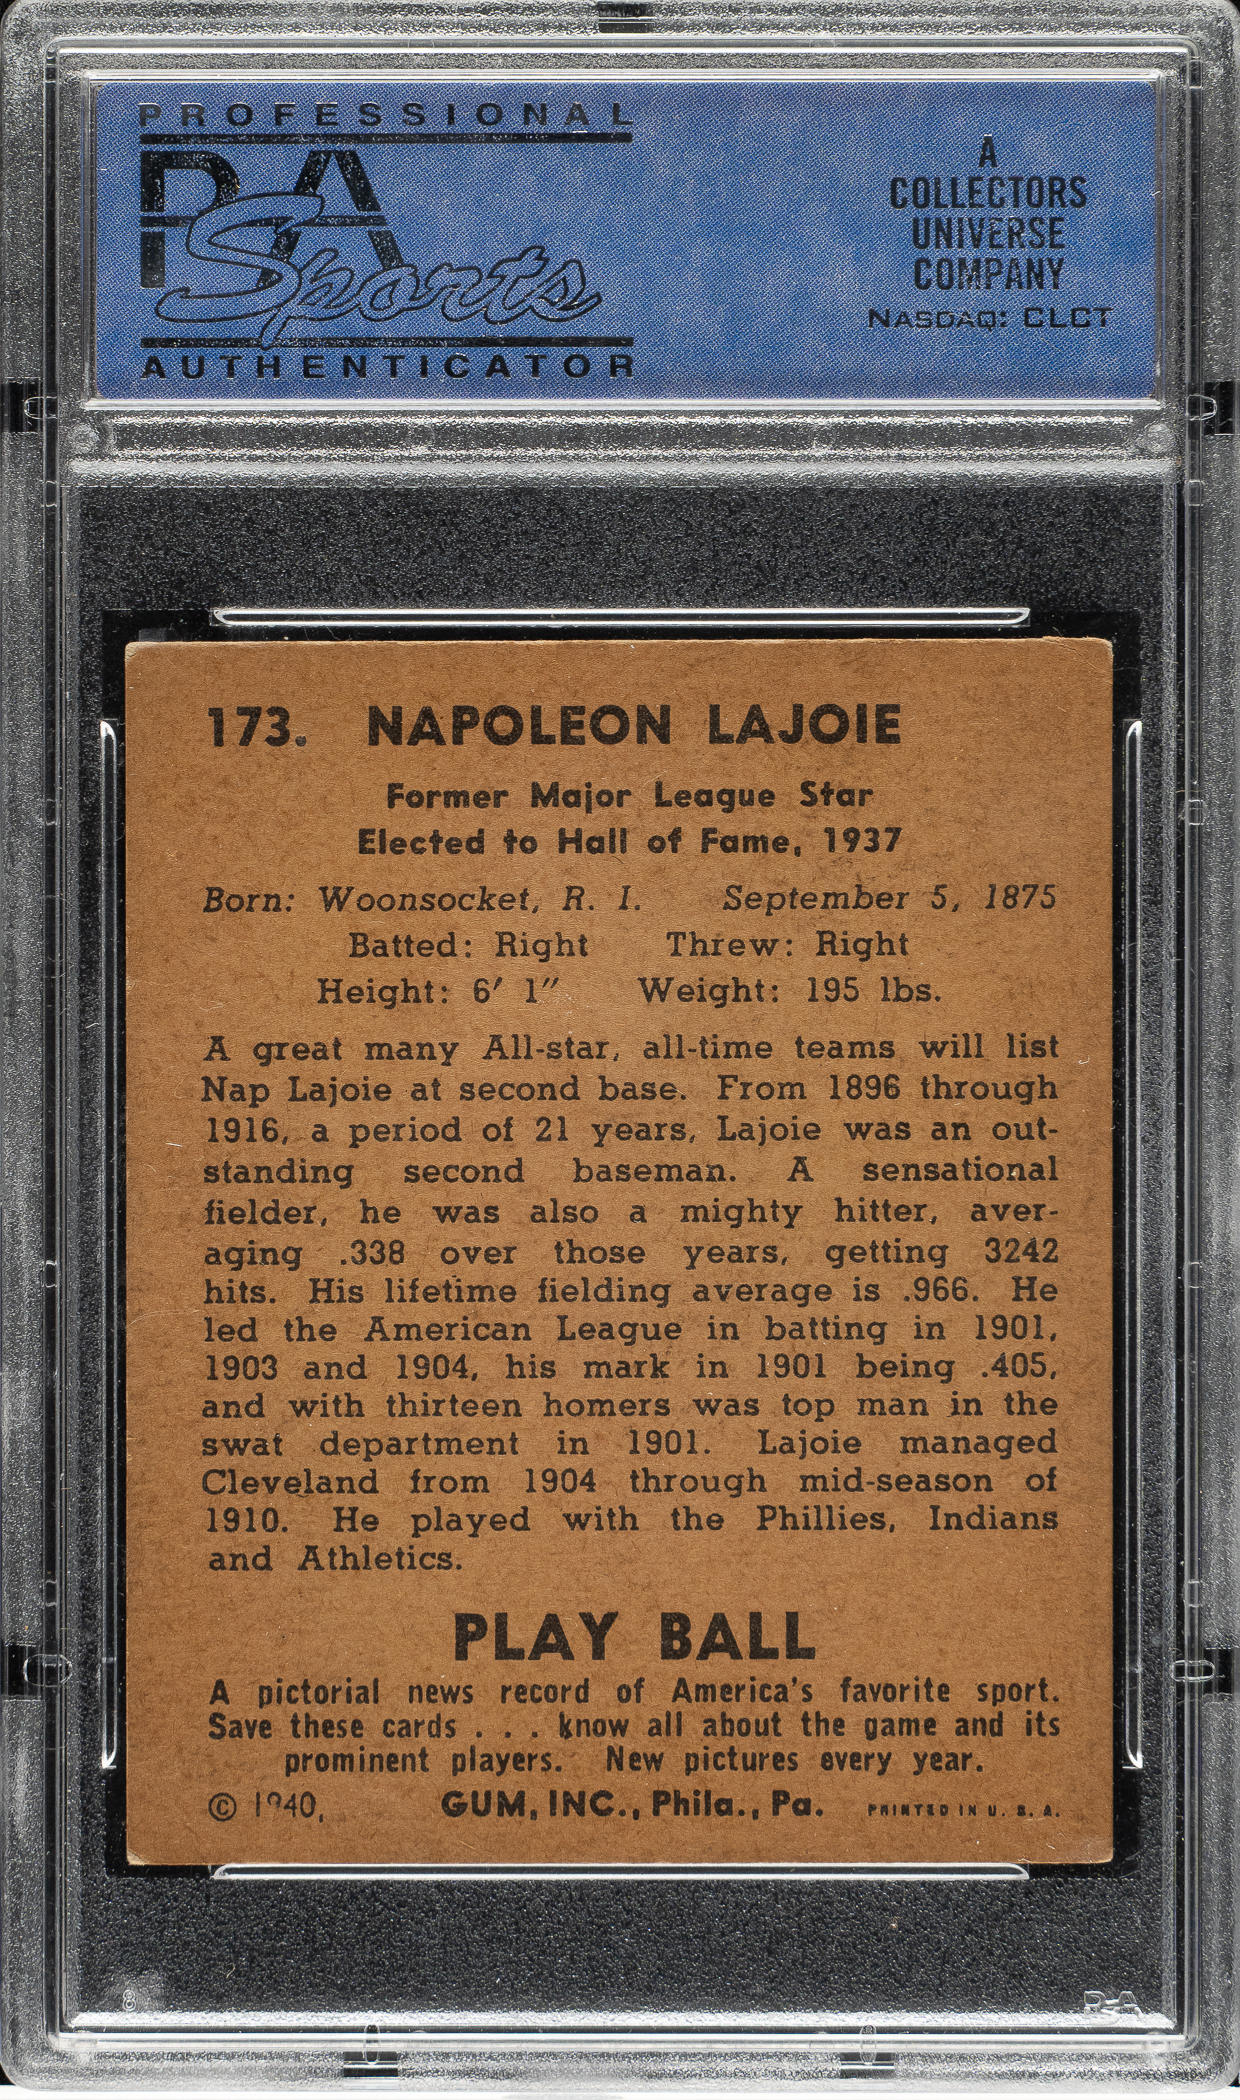 PROFESSIONAL
PSA
Sports
AUTHENTICATOR
A
COLLECTORS
UNIVERSE
COMPANY
NASDAQ: CLCT
173. NAPOLEON LAJOIE
Former Major League Star
Elected to Hall of Fame, 1937
Born: Woonsocket, R. I. September 5, 1875
Batted: Right Threw: Right
Height: 6′ 1″ Weight: 195 lbs.
A great many All-star, all-time teams will list
Nap Lajoie at second base. From 1896 through
1916, a period of 21 years, Lajoie was an out-
standing second baseman. A sensational
fielder, he was also a mighty hitter, aver-
aging .338 over those years, getting 3242
hits. His lifetime fielding average is .966. He
led the American League in batting in 1901,
1903 and 1904, his mark in 1901 being .405,
and with thirteen homers was top man in the
swat department in 1901. Lajoie managed
Cleveland from 1904 through mid-season of
1910. He played with the Phillies, Indians
and Athletics.
PLAY BALL
A pictorial news record of America's favorite sport.
Save these cards . . . know all about the game and its
prominent players. New pictures every year.
© 1940, GUM, INC., Phila., Pa. PRINTED IN U. S. A.
8 PSA